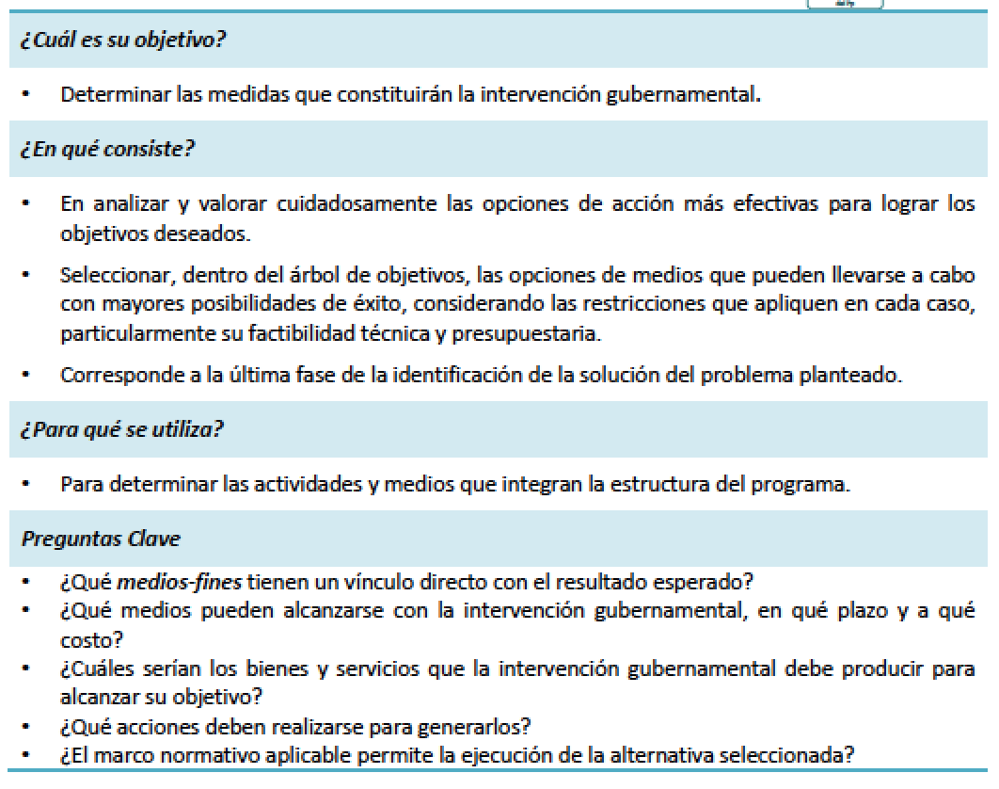 ¿Cuál es su objetivo?
• Determinar las medidas que constituirán la intervención gubernamental.
¿En qué consiste?
• En analizar y valorar cuidadosamente las opciones de acción más efectivas para lograr los
objetivos deseados.
• Seleccionar, dentro del árbol de objetivos, las opciones de medios que pueden llevarse a cabo
con mayores posibilidades de éxito, considerando las restricciones que apliquen en cada caso,
particularmente su factibilidad técnica y presupuestaria.
• Corresponde a la última fase de la identificación de la solución del problema planteado.
¿Para qué se utiliza?
• Para determinar las actividades y medios que integran la estructura del programa.
Preguntas Clave
• ¿Qué medios-fines tienen un vínculo directo con el resultado esperado?
• ¿Qué medios pueden alcanzarse con la intervención gubernamental, en qué plazo y a qué
costo?
• ¿Cuáles serían los bienes y servicios que la intervención gubernamental debe producir para
alcanzar su objetivo?
• ¿Qué acciones deben realizarse para generarlos?
• ¿El marco normativo aplicable permite la ejecución de la alternativa seleccionada?